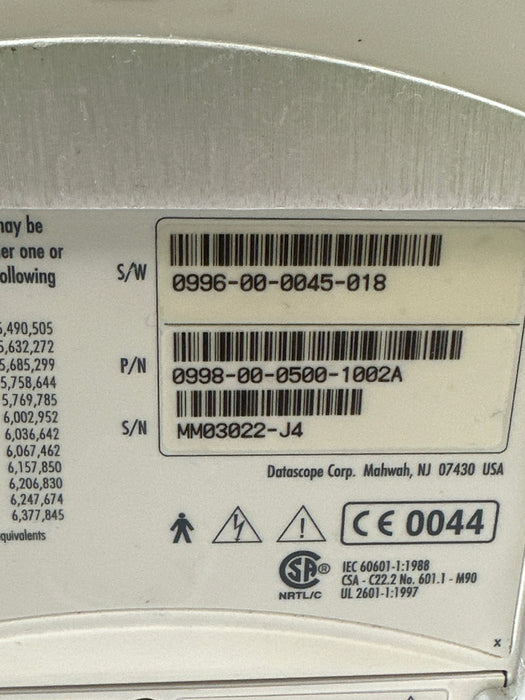 may be
er one or
ollowing
S/W
0996-00-0045-018
5,490,505
5,632,272
5,685,299
5,758,644
5,769,785
6,002,952
6,036,642
6,067,462
6,157,850
6,206,830
6,247,674
6,377,845
quivalents
P/N
0998-00-0500-1002A
S/N
MM03022-J4
Datascope Corp. Mahwah, NJ 07430 USA
CE 0044
SA®
NRTL/C
IEC 60601-1:1988
CSA - C22.2 No. 601.1 - M90
UL 2601-1:1997
x